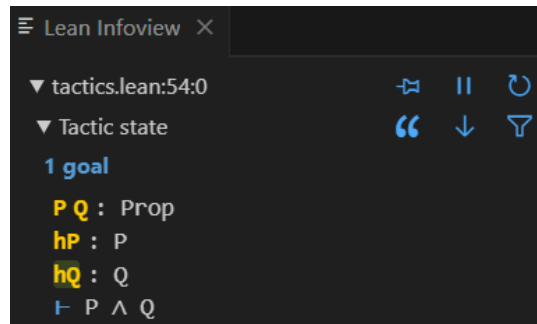 Lean Infoview
tactics.lean:54:0
Tactic state
1 goal
P Q : Prop
hP : P
hQ : Q
⊢ P ∧ Q